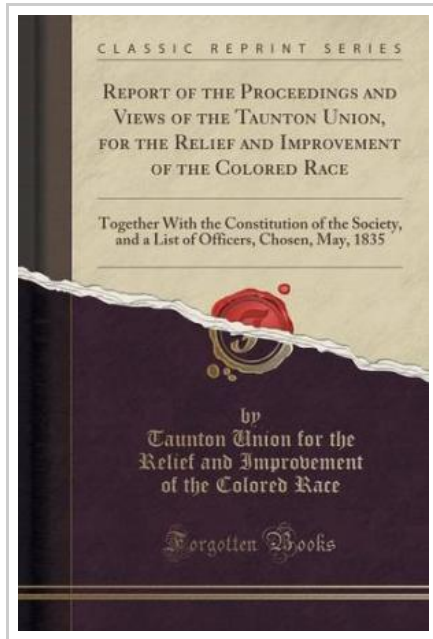 CLASSIC REPRINT SERIES
REPORT OF THE PROCEEDINGS AND
VIEWS OF THE TAUNTON UNION,
FOR THE RELIEF AND IMPROVEMENT
OF THE COLORED RACE
Together With the Constitution of the Society,
and a List of Officers, Chosen, May, 1835
by
Taunton Union for the
Relief and Improvement
of the Colored Race
Forgotten Books